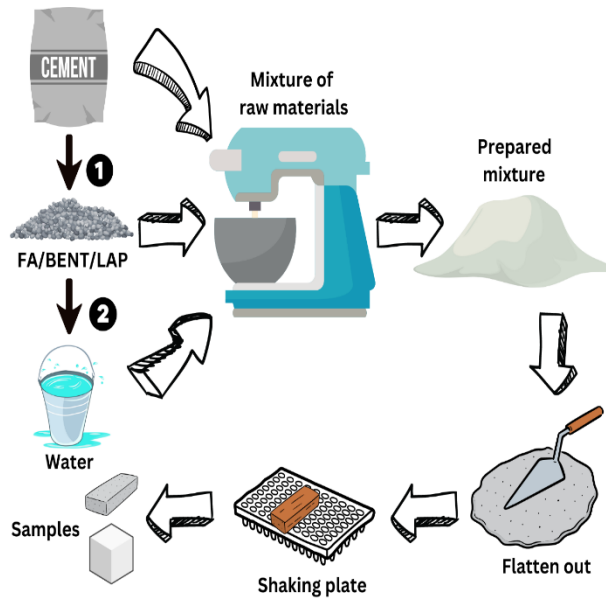 CEMENT
Mixture of
raw materials
1
Prepared
mixture
FA/BENT/LAP
2
Water
Samples
Shaking plate
Flatten out